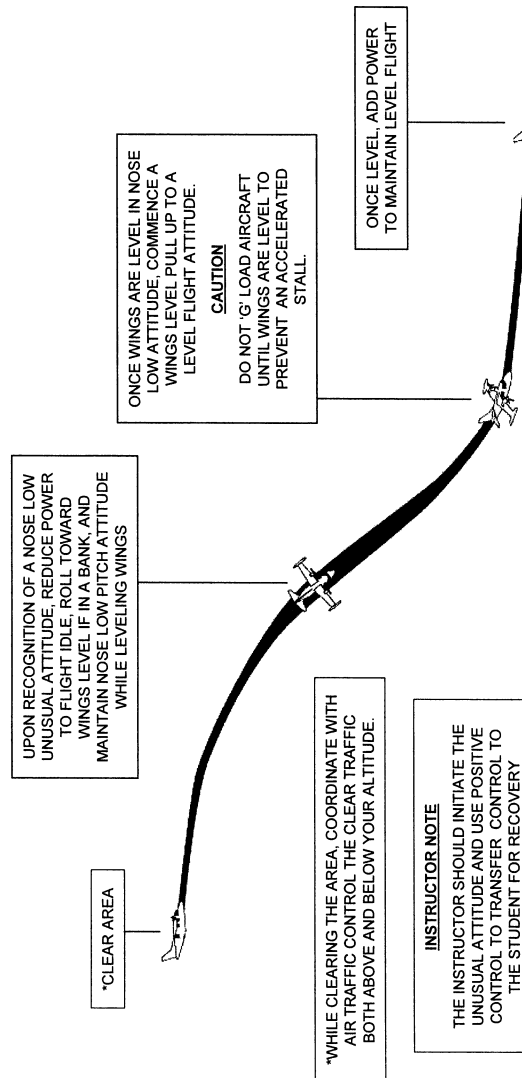 *CLEAR AREA
UPON RECOGNITION OF A NOSE LOW
UNUSUAL ATTITUDE, REDUCE POWER
TO FLIGHT IDLE, ROLL TOWARD
WINGS LEVEL IF IN A BANK, AND
MAINTAIN NOSE LOW PITCH ATTITUDE
WHILE LEVELING WINGS
ONCE WINGS ARE LEVEL IN NOSE
LOW ATTITUDE, COMMENCE A
WINGS LEVEL PULL UP TO A
LEVEL FLIGHT ATTITUDE.
CAUTION
DO NOT 'G' LOAD AIRCRAFT
UNTIL WINGS ARE LEVEL TO
PREVENT AN ACCELERATED
STALL.
ONCE LEVEL, ADD POWER
TO MAINTAIN LEVEL FLIGHT
*WHILE CLEARING THE AREA, COORDINATE WITH
AIR TRAFFIC CONTROL THE CLEAR TRAFFIC
BOTH ABOVE AND BELOW YOUR ALTITUDE.
INSTRUCTOR NOTE
THE INSTRUCTOR SHOULD INITIATE THE
UNUSUAL ATTITUDE AND USE POSITIVE
CONTROL TO TRANSFER CONTROL TO
THE STUDENT FOR RECOVERY